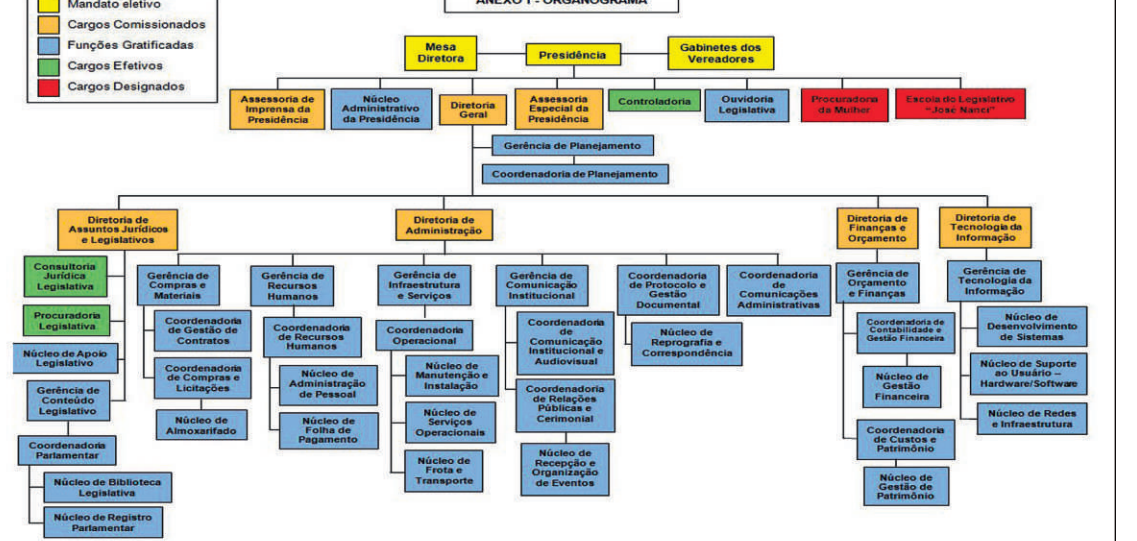 Mandato eletivo
Cargos Comissionados
Funções Gratificadas
Cargos Efetivos
Cargos Designados
ANEXO 1 - ORGANOGRAMA
Mesa
Diretora
Presidência
Gabinetes dos
Vereadores
Assessoria de
Imprensa da
Presidência
Núcleo
Administrativo
da Presidência
Diretoria
Geral
Assessoria
Especial da
Presidência
Controladoria
Ouvidoria
Legislativa
Procuradoria
da Mulher
Escola do Legislativo
"José Nanci"
Gerência de Planejamento
Coordenadoria de Planejamento
Diretoria de
Assuntos Jurídicos
e Legislativos
Diretoria de
Administração
Diretoria de
Finanças e
Orçamento
Diretoria de
Tecnologia da
Informação
Consultoria
Jurídica
Legislativa
Procuradoria
Legislativa
Núcleo de Apoio
Legislativo
Gerência de
Conteúdo
Legislativo
Coordenadoria
Parlamentar
Núcleo de Biblioteca
Legislativa
Núcleo de Registro
Parlamentar
Gerência de
Compras e
Materiais
Coordenadoria
de Gestão de
Contratos
Coordenadoria
de Compras e
Licitações
Núcleo de
Almoxarifado
Gerência de
Recursos
Humanos
Coordenadoria
de Recursos
Humanos
Núcleo de
Administração
de Pessoal
Núcleo de
Folha de
Pagamento
Gerência de
Infraestrutura
e Serviços
Coordenadoria
Operacional
Núcleo de
Manutenção e
Instalação
Núcleo de
Serviços
Operacionais
Núcleo de
Frota e
Transporte
Gerência de
Comunicação
Institucional
Coordenadoria
de
Comunicação
Institucional e
Audiovisual
Coordenadoria
de Relações
Públicas e
Cerimonial
Núcleo de
Recepção e
Organização
de Eventos
Coordenadoria
de Protocolo e
Gestão
Documental
Núcleo de
Reprografia e
Correspondência
Coordenadoria
de
Comunicações
Administrativas
Gerência de
Orçamento
e Finanças
Coordenadoria de
Contabilidade e
Gestão Financeira
Núcleo de
Gestão
Financeira
Coordenadoria
de Custos e
Patrimônio
Núcleo de
Gestão de
Patrimônio
Gerência de
Tecnologia da
Informação
Núcleo de
Desenvolvimento
de Sistemas
Núcleo de Suporte
ao Usuário –
Hardware/Software
Núcleo de Redes
e Infraestrutura